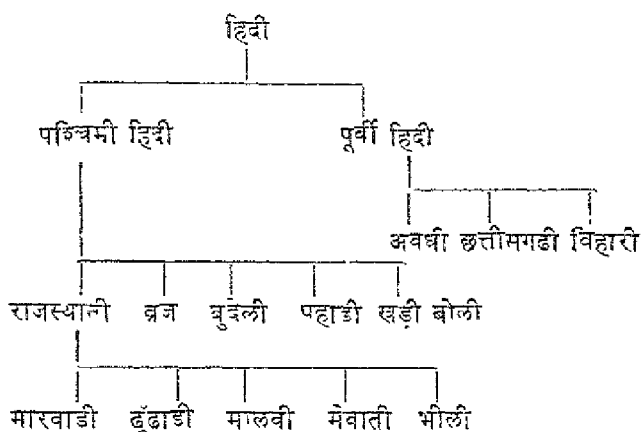 हिंदी
पश्चिमी हिंदी पूर्वी हिंदी
अवधी छत्तीसगढी बिहारी
राजस्थानी ब्रज बुंदेली पहाडी खड़ी बोली
मारवाडी ढूंढाडी मालवी मेवाती भीली